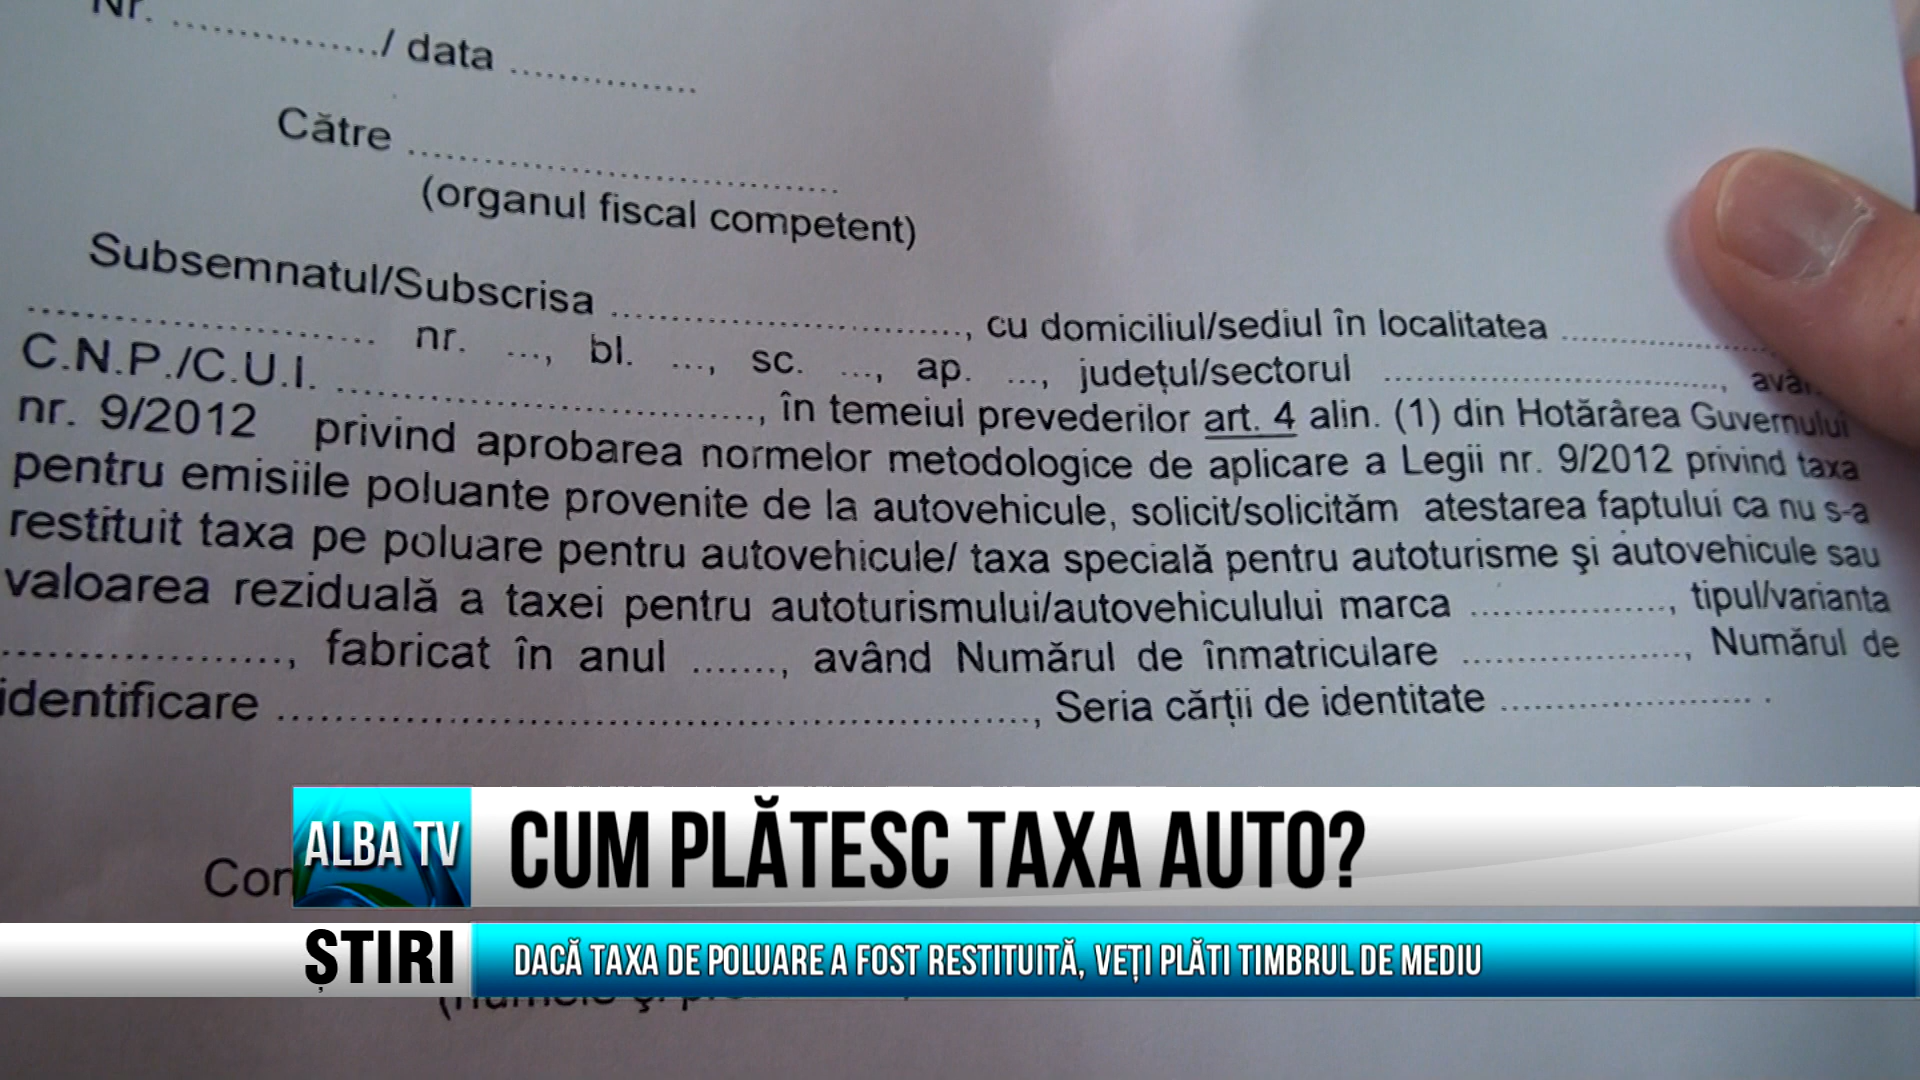 Nr. ............../ data ................
Către ....................................
(organul fiscal competent)
Subsemnatul/Subscrisa .............................., cu domiciliul/sediul în localitatea ....................
............................. nr. ..., bl. ..., sc. ..., ap. ..., județul/sectorul ..............................,
C.N.P./C.U.I. ..................................., în temeiul prevederilor art. 4 alin. (1) din Hotărârea Guvernului
nr. 9/2012 privind aprobarea normelor metodologice de aplicare a Legii nr. 9/2012 privind taxa
pentru emisiile poluante provenite de la autovehicule, solicit/solicităm atestarea faptului ca nu s-a
restituit taxa pe poluare pentru autovehicule/ taxa specială pentru autoturisme şi autovehicule sau
valoarea reziduală a taxei pentru autoturismului/autovehiculului marca .................., tipul/varianta
...................., fabricat în anul ......., având Numărul de înmatriculare ...................., Numărul de
identificare ......................................................, Seria cărții de identitate ....................... .
ALBA TV
CUM PLĂTESC TAXA AUTO?
ȘTIRI
DACĂ TAXA DE POLUARE A FOST RESTITUITĂ, VEȚI PLĂTI TIMBRUL DE MEDIU